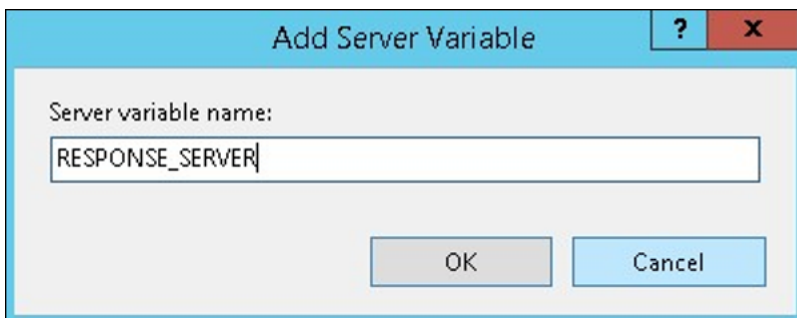 Add Server Variable
?
x
Server variable name:
RESPONSE_SERVER
OK
Cancel